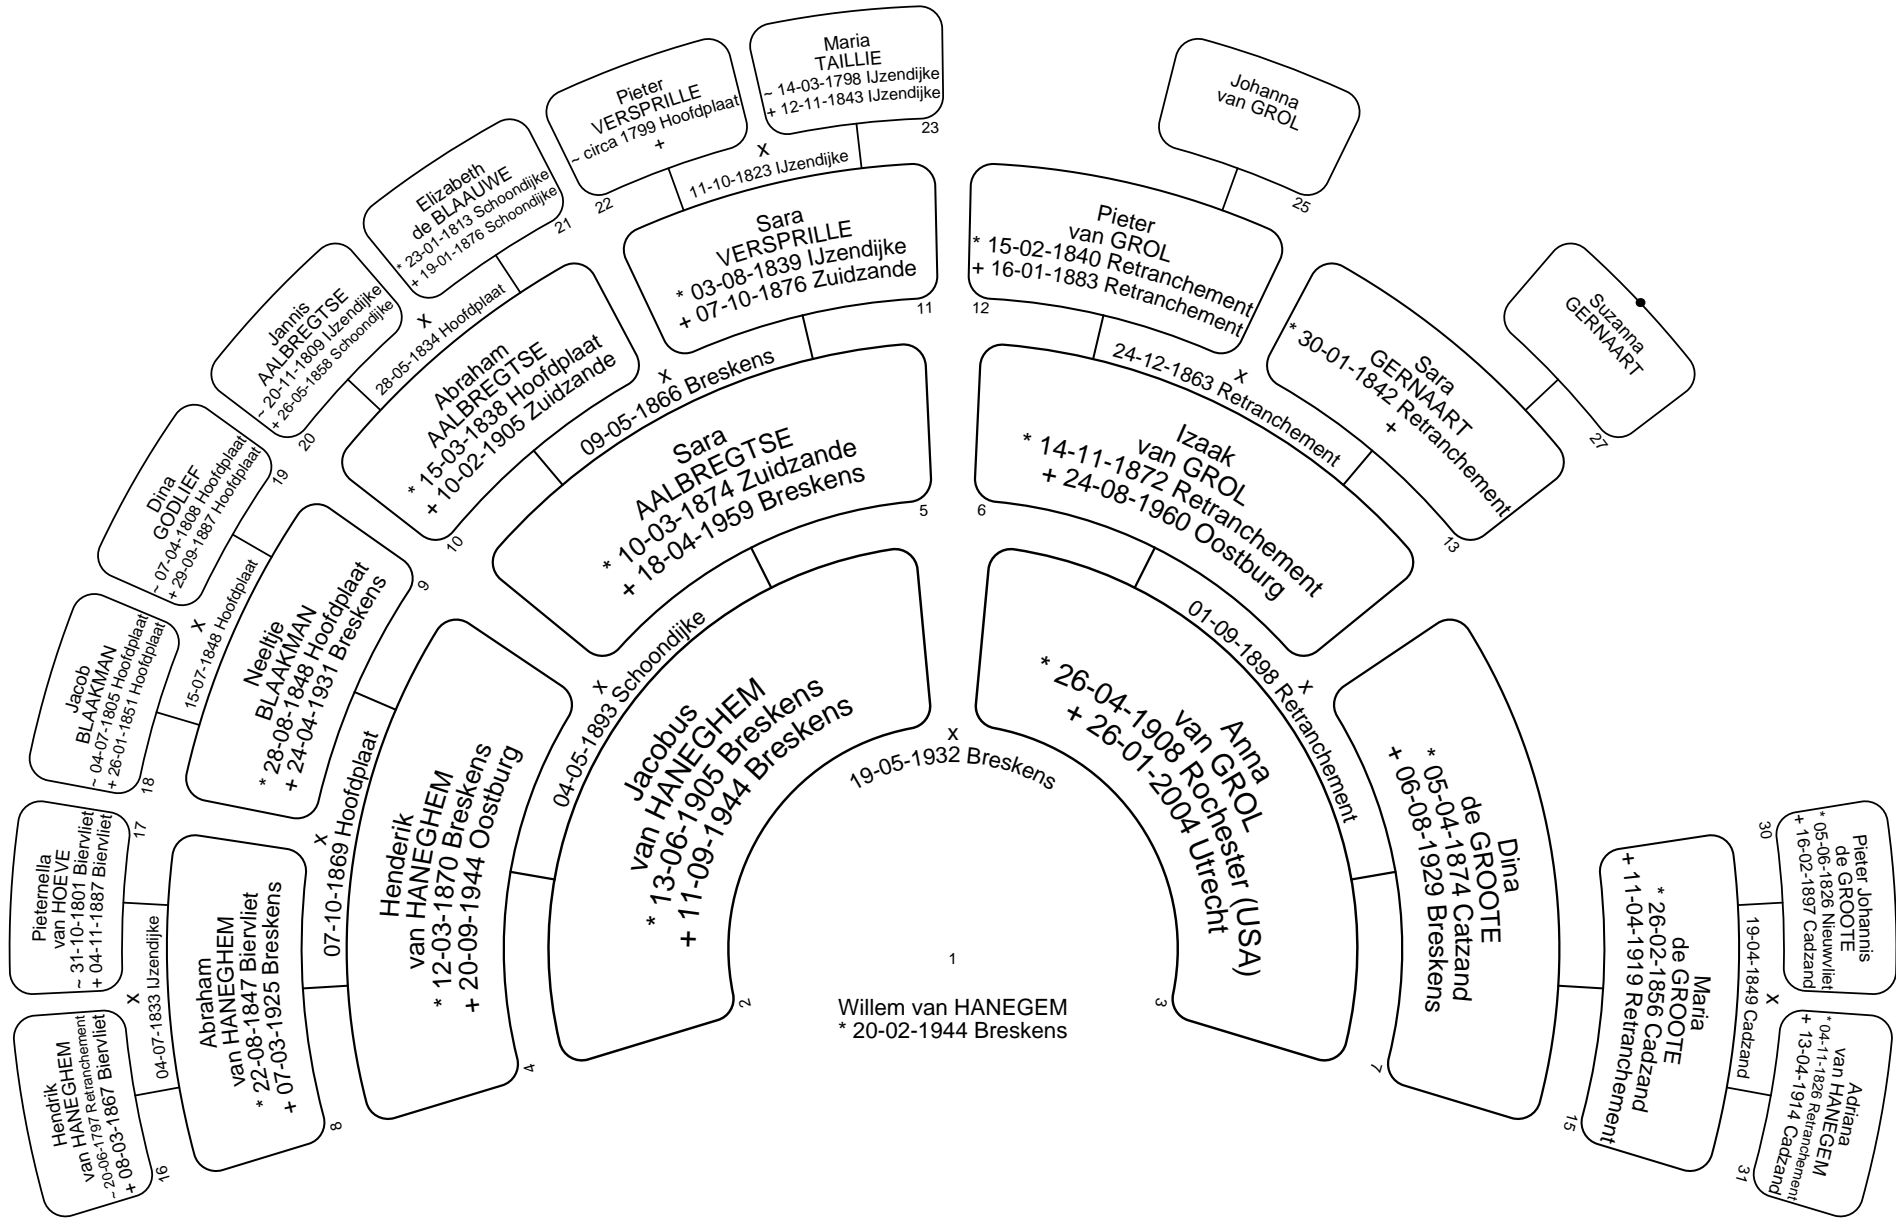 1
Willem van HANEGEM
* 20-02-1944 Breskens
2
Jacobus
van HANEGHEM
* 13-06-1905 Breskens
+ 11-09-1944 Breskens
x
19-05-1932 Breskens
3
Anna
van GROL
* 26-04-1908 Rochester (USA)
+ 26-01-2004 Utrecht
4
Henderik
van HANEGHEM
* 12-03-1870 Breskens
+ 20-09-1944 Oostburg
x
04-05-1893 Schoondijke
5
Sara
AALBREGTSE
* 10-03-1874 Zuidzande
+ 18-04-1959 Breskens
6
Izaak
van GROL
* 14-11-1872 Retranchement
+ 24-08-1960 Oostburg
x
01-09-1898 Retranchement
7
Dina
de GROOTE
* 05-04-1874 Catzand
+ 06-08-1929 Breskens
8
Abraham
van HANEGHEM
* 22-08-1847 Biervliet
+ 07-03-1925 Breskens
x
07-10-1869 Hoofdplaat
9
Neeltje
BLAAKMAN
* 28-08-1848 Hoofdplaat
+ 24-04-1931 Breskens
10
Abraham
AALBREGTSE
* 15-03-1838 Hoofdplaat
+ 10-02-1905 Zuidzande
x
09-05-1866 Breskens
11
Sara
VERSPRILLE
* 03-08-1839 IJzendijke
+ 07-10-1876 Zuidzande
12
Pieter
van GROL
* 15-02-1840 Retranchement
+ 16-01-1883 Retranchement
x
24-12-1863 Retranchement
13
Sara
GERNAART
* 30-01-1842 Retranchement
+
15
Maria
de GROOTE
* 26-02-1856 Cadzand
+ 11-04-1919 Retranchement
16
Hendrik
van HANEGHEM
~ 20-06-1797 Retranchement
+ 08-03-1867 Biervliet
x
04-07-1833 IJzendijke
17
Pieternella
van HOEVE
~ 31-10-1801 Biervliet
+ 04-11-1887 Biervliet
18
Jacob
BLAAKMAN
~ 04-07-1805 Hoofdplaat
+ 26-01-1851 Hoofdplaat
x
15-07-1848 Hoofdplaat
19
Dina
GODLIEF
~ 07-04-1808 Hoofdplaat
+ 29-09-1887 Hoofdplaat
20
Jannis
AALBREGTSE
~ 20-11-1809 IJzendijke
+ 26-05-1858 Schoondijke
x
28-05-1834 Hoofdplaat
21
Elizabeth
de BLAAUWE
* 23-01-1813 Schoondijke
+ 19-01-1876 Schoondijke
22
Pieter
VERSPRILLE
~ circa 1799 Hoofdplaat
+
x
11-10-1823 IJzendijke
23
Maria
TAILLIE
~ 14-03-1798 IJzendijke
+ 12-11-1843 IJzendijke
25
Johanna
van GROL
27
Suzanna
GERNAART
30
Pieter Johannis
de GROOTE
* 05-06-1826 Nieuwvliet
+ 16-02-1897 Cadzand
x
19-04-1849 Cadzand
31
Adriana
van HANEGEM
* 04-11-1826 Retranchement
+ 13-04-1914 Cadzand